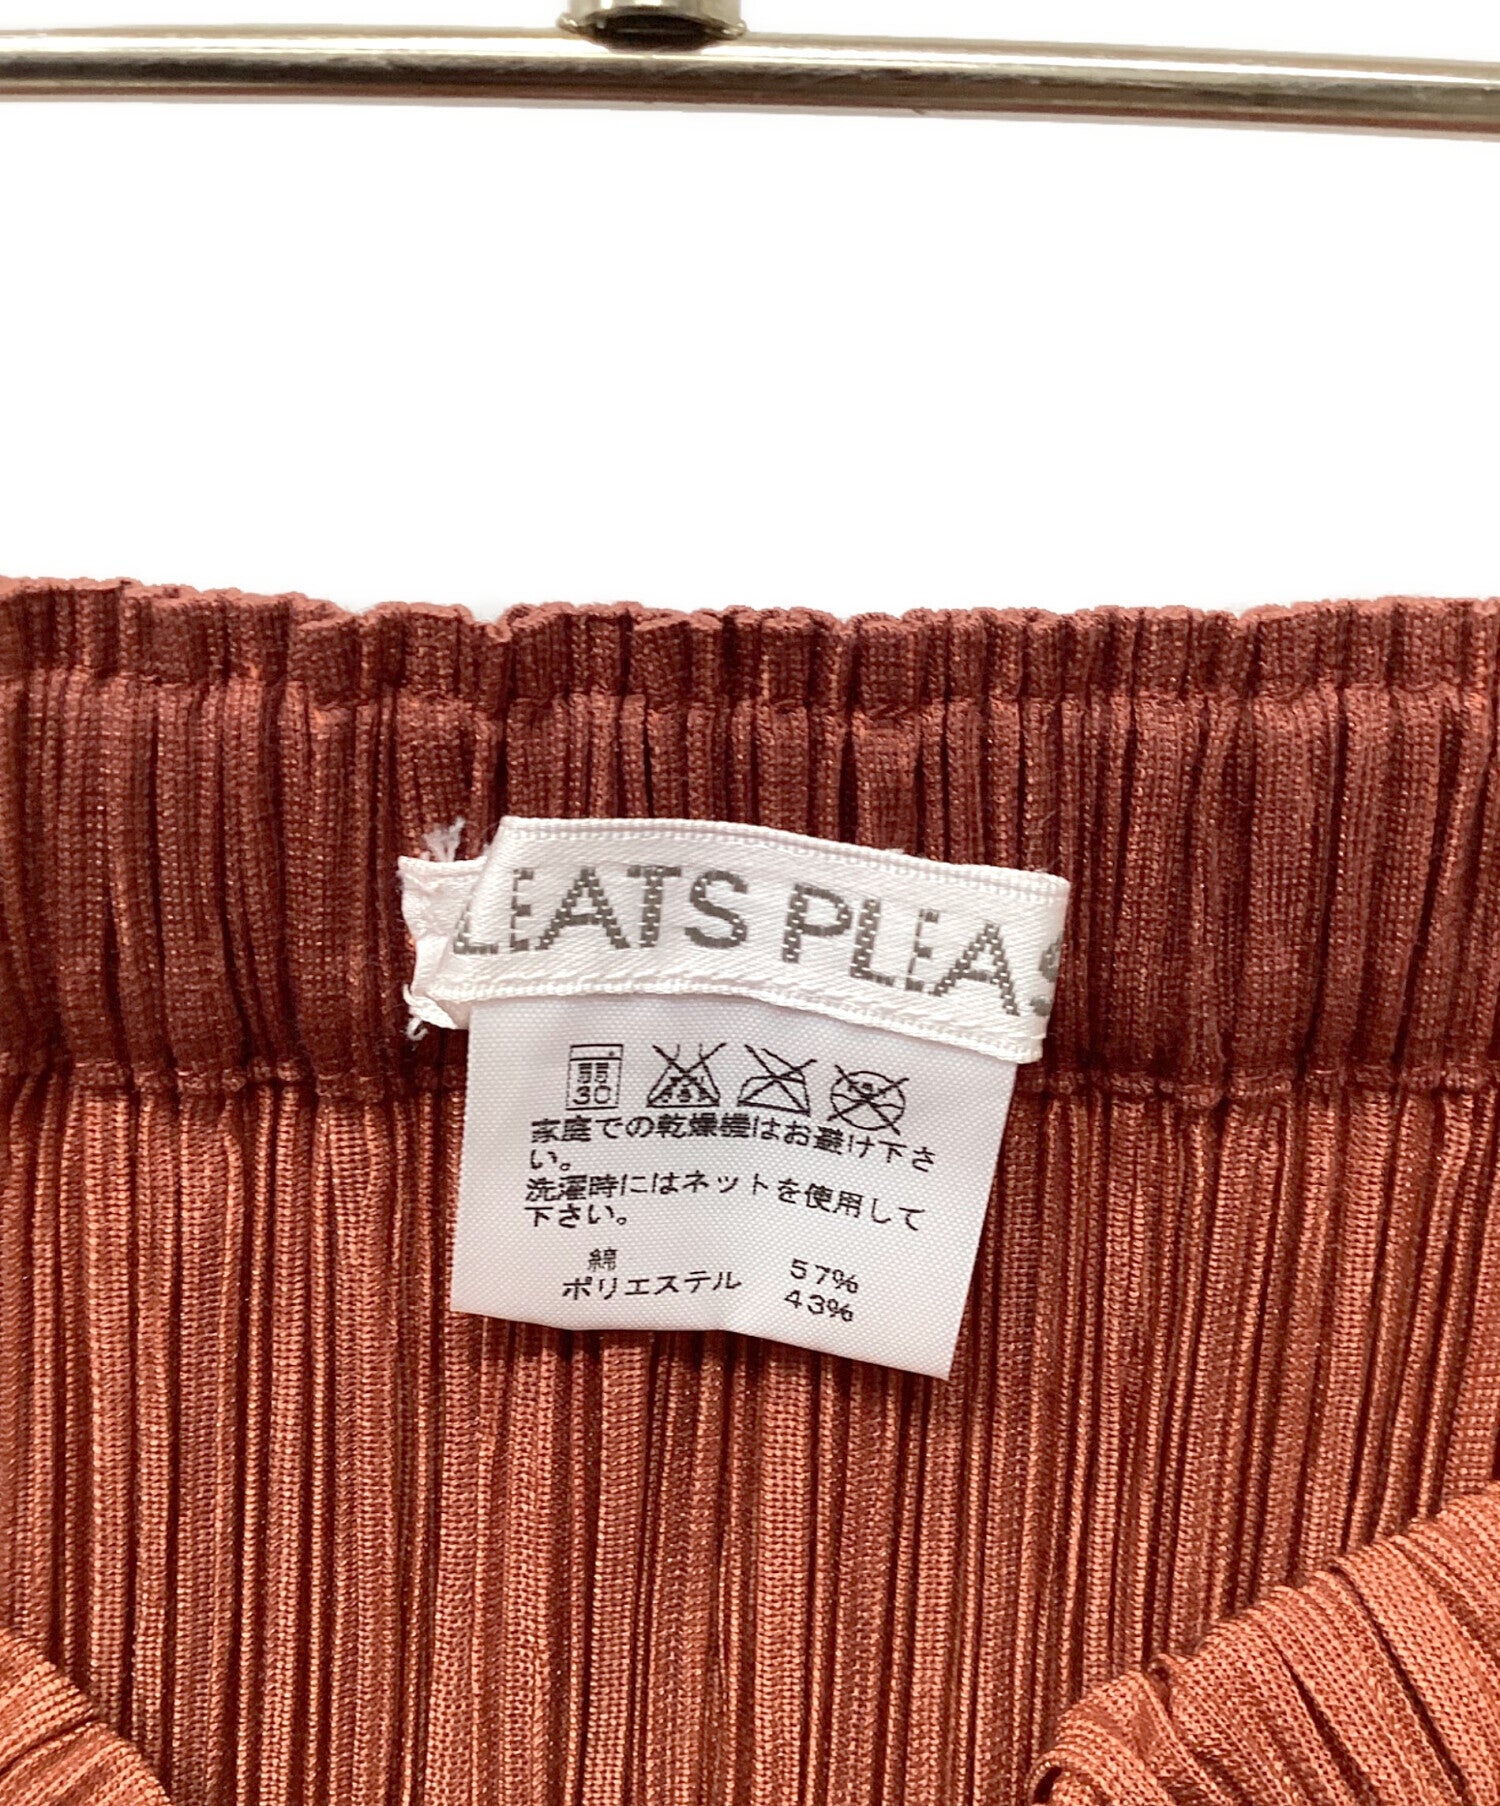 LEATS PLEAS
弱
30
家庭での乾燥機はお避け下さ
い。
洗濯時にはネットを使用して
下さい。
綿 57%
ポリエステル 43%